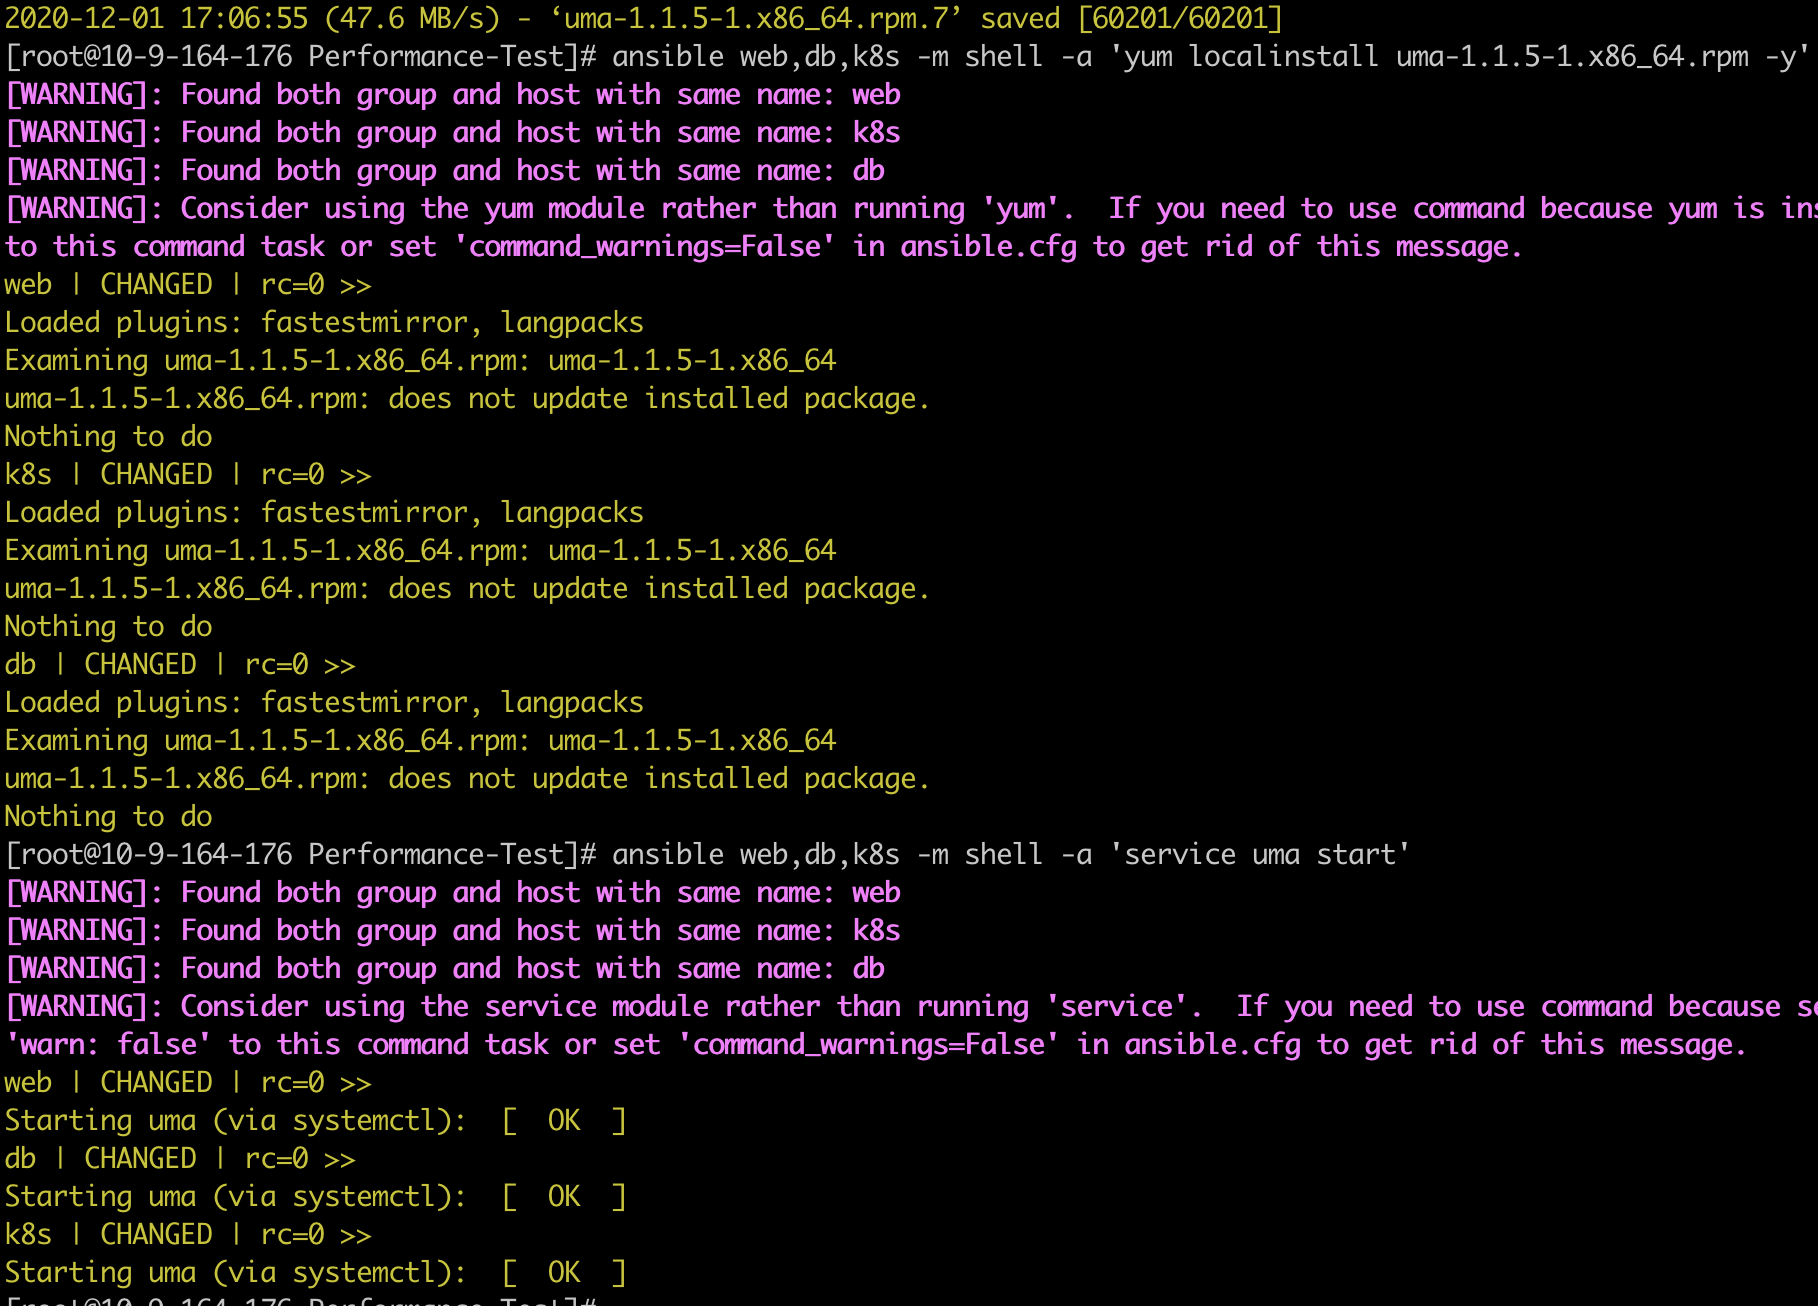 2020-12-01 17:06:55 (47.6 MB/s) - ‘uma-1.1.5-1.x86_64.rpm.7’ saved [60201/60201]
[root@10-9-164-176 Performance-Test]# ansible web,db,k8s -m shell -a 'yum localinstall uma-1.1.5-1.x86_64.rpm -y'
[WARNING]: Found both group and host with same name: web
[WARNING]: Found both group and host with same name: k8s
[WARNING]: Found both group and host with same name: db
[WARNING]: Consider using the yum module rather than running 'yum'.  If you need to use command because yum is ins
to this command task or set 'command_warnings=False' in ansible.cfg to get rid of this message.
web | CHANGED | rc=0 >>
Loaded plugins: fastestmirror, langpacks
Examining uma-1.1.5-1.x86_64.rpm: uma-1.1.5-1.x86_64
uma-1.1.5-1.x86_64.rpm: does not update installed package.
Nothing to do
k8s | CHANGED | rc=0 >>
Loaded plugins: fastestmirror, langpacks
Examining uma-1.1.5-1.x86_64.rpm: uma-1.1.5-1.x86_64
uma-1.1.5-1.x86_64.rpm: does not update installed package.
Nothing to do
db | CHANGED | rc=0 >>
Loaded plugins: fastestmirror, langpacks
Examining uma-1.1.5-1.x86_64.rpm: uma-1.1.5-1.x86_64
uma-1.1.5-1.x86_64.rpm: does not update installed package.
Nothing to do
[root@10-9-164-176 Performance-Test]# ansible web,db,k8s -m shell -a 'service uma start'
[WARNING]: Found both group and host with same name: web
[WARNING]: Found both group and host with same name: k8s
[WARNING]: Found both group and host with same name: db
[WARNING]: Consider using the service module rather than running 'service'.  If you need to use command because se
'warn: false' to this command task or set 'command_warnings=False' in ansible.cfg to get rid of this message.
web | CHANGED | rc=0 >>
Starting uma (via systemctl):  [  OK  ]
db | CHANGED | rc=0 >>
Starting uma (via systemctl):  [  OK  ]
k8s | CHANGED | rc=0 >>
Starting uma (via systemctl):  [  OK  ]
[root@10-9-164-176 Performance-Test]#